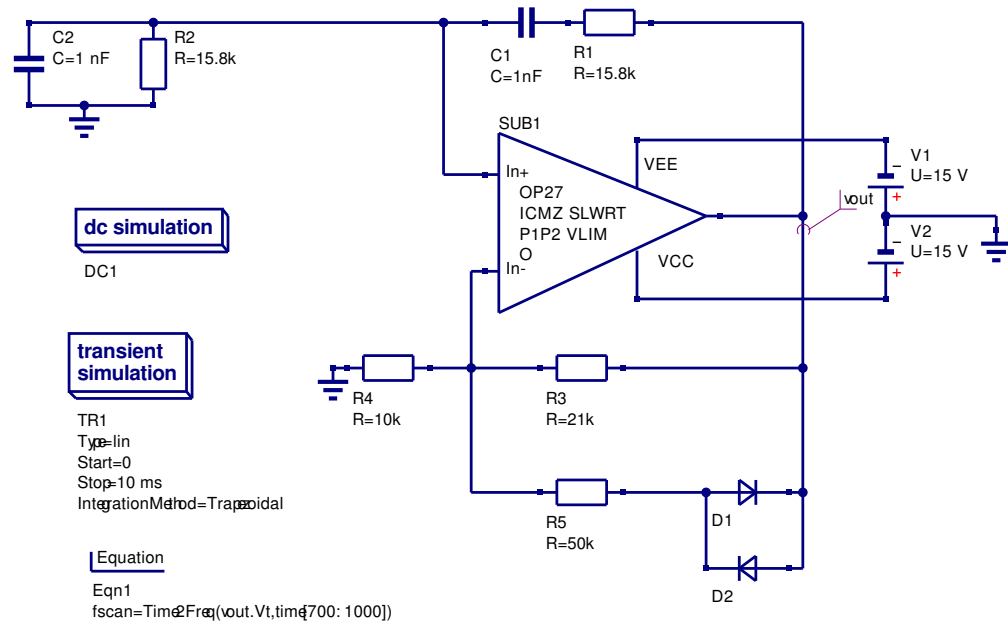 C2
C=1 nF
R2
R=15.8k
C1
C=1nF
R1
R=15.8k
SUB1
In+
OP27
ICMZ SLWRT
P1P2 VLIM
O
In-
VEE
VCC
vout
−
V1
U=15 V
+
−
V2
U=15 V
+
dc simulation
DC1
transient
simulation
TR1
Type=lin
Start=0
Stop=10 ms
IntegrationMethod=Trapezoidal
R4
R=10k
R3
R=21k
R5
R=50k
D1
D2
Equation
Eqn1
fscan=Time2Freq(vout.Vt,time[700:1000])